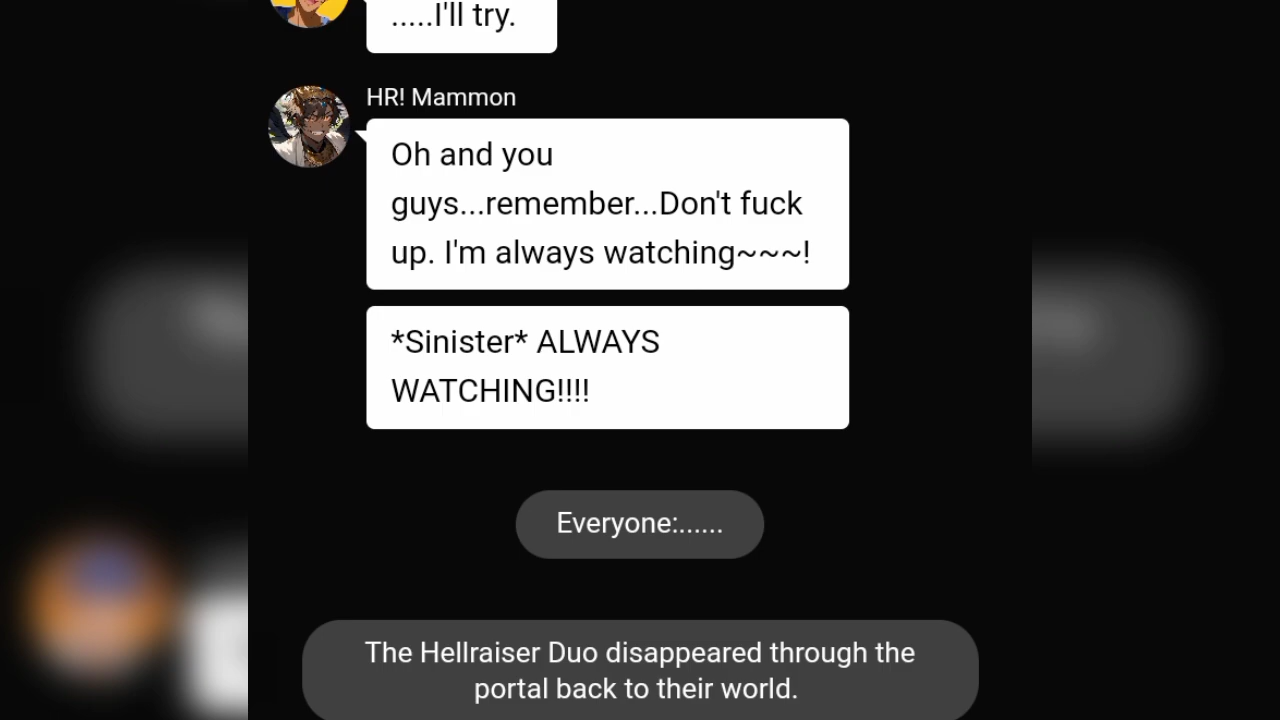 .....I'll try.
HR! Mammon
Oh and you
guys...remember...Don't fuck
up. I'm always watching~~~!
*Sinister* ALWAYS
WATCHING!!!!
Everyone:......
The Hellraiser Duo disappeared through the
portal back to their world.